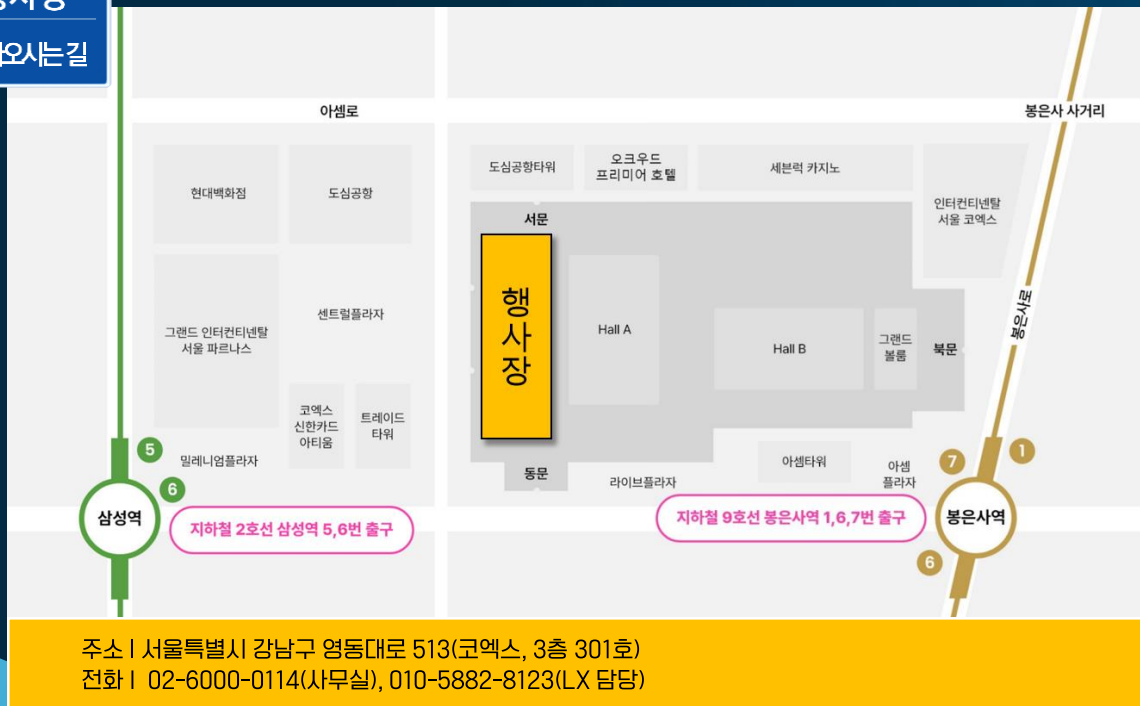 오시는길
아셈로
봉은사 사거리
현대백화점
도심공항
도심공항타워
오크우드
프리미어 호텔
세븐럭 카지노
인터컨티넨탈
서울 코엑스
서문
행
사
장
Hall A
Hall B
그랜드
볼룸
북문
봉은사로
센트럴플라자
그랜드 인터컨티넨탈
서울 파르나스
코엑스
신한카드
아티움
트레이드
타워
밀레니엄플라자
동문
라이브플라자
아셈타워
아셈
플라자
5
6
삼성역
지하철 2호선 삼성역 5,6번 출구
지하철 9호선 봉은사역 1,6,7번 출구
7
1
봉은사역
6
주소 I 서울특별시 강남구 영동대로 513(코엑스, 3층 301호)
전화 I 02-6000-0114(사무실), 010-5882-8123(LX 담당)